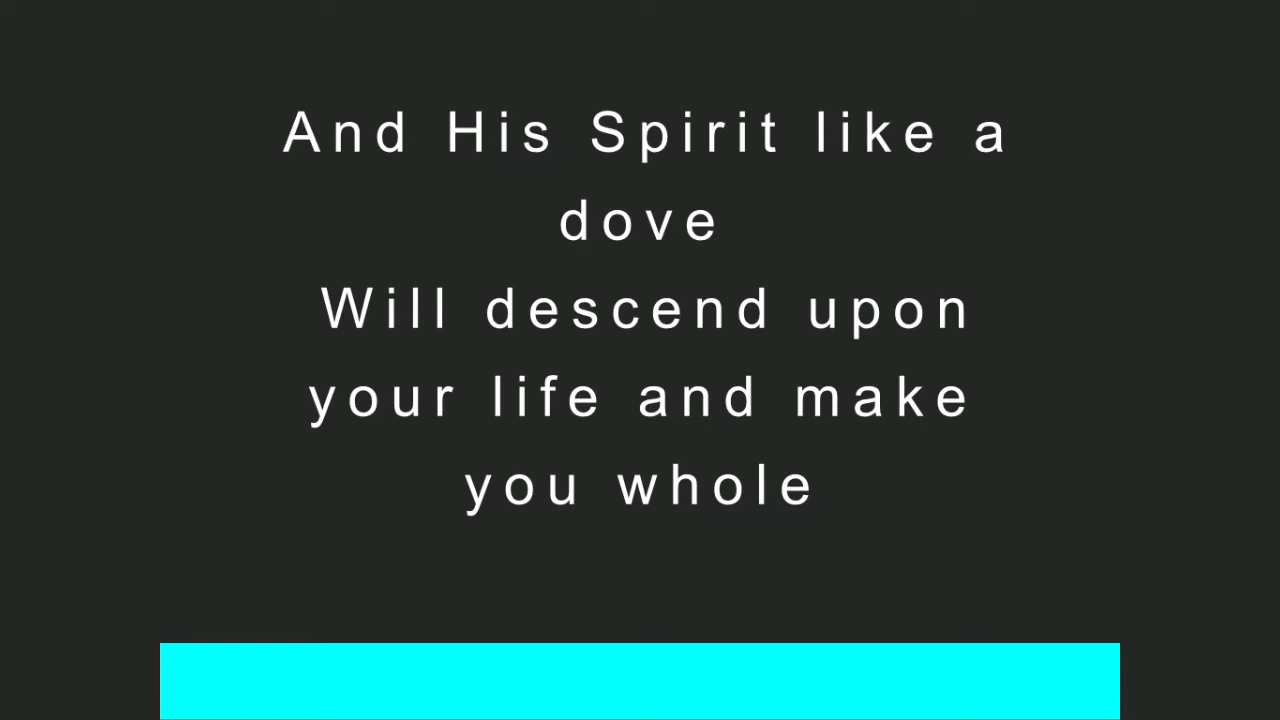 And His Spirit like a
dove
Will descend upon
your life and make
you whole